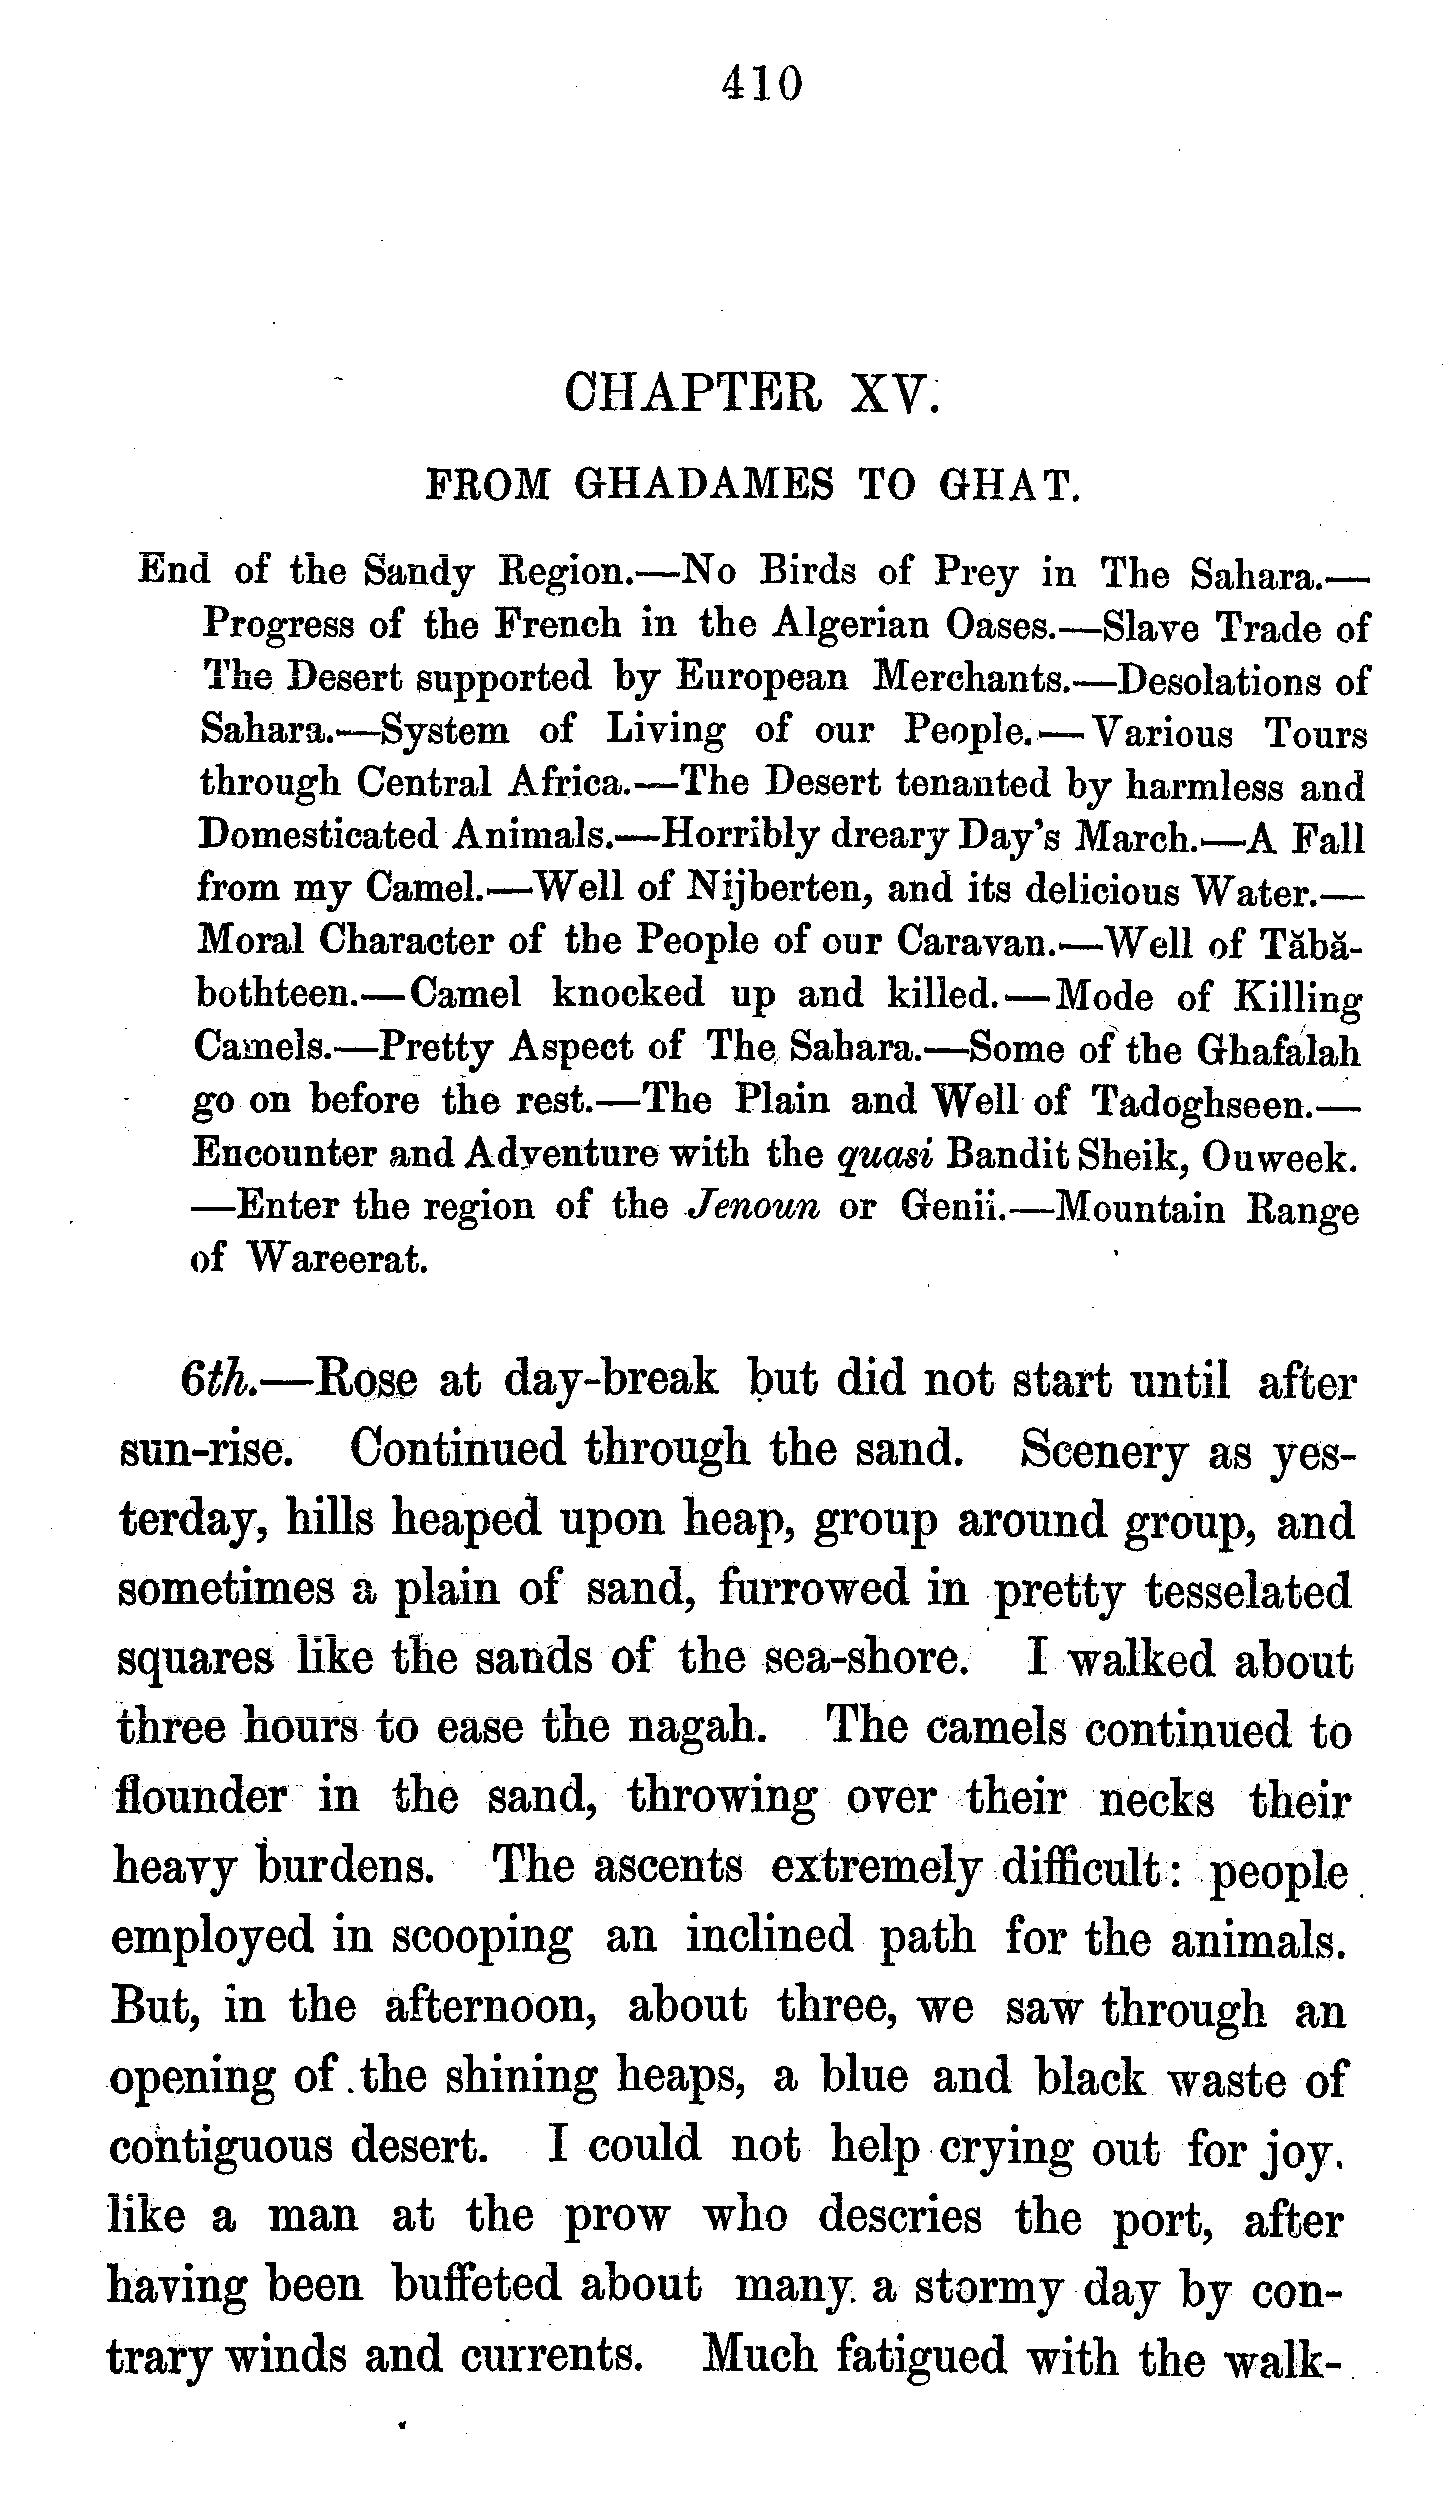 410
CHAPTER XV.
FROM GHADAMES TO GHAT.
End of the Sandy Region.—No Birds of Prey in The Sahara.—
Progress of the French in the Algerian Oases.—Slave Trade of
The Desert supported by European Merchants.—Desolations of
Sahara.—System of Living of our People.—Various Tours
through Central Africa.—The Desert tenanted by harmless and
Domesticated Animals.—Horribly dreary Day's March.—A Fall
from my Camel.—Well of Nijberten, and its delicious Water.—
Moral Character of the People of our Caravan.—Well of Tăbă-
bothteen.—Camel knocked up and killed.—Mode of Killing
Camels.—Pretty Aspect of The Sahara.—Some of the Ghafalah
go on before the rest.—The Plain and Well of Tadoghseen.—
Encounter and Adventure with the quasi Bandit Sheik, Ouweek.
—Enter the region of the Jenoun or Genii.—Mountain Range
of Wareerat.
6th.—Rose at day-break but did not start until after
sun-rise. Continued through the sand. Scenery as yes-
terday, hills heaped upon heap, group around group, and
sometimes a plain of sand, furrowed in pretty tesselated
squares like the sands of the sea-shore. I walked about
three hours to ease the nagah. The camels continued to
flounder in the sand, throwing over their necks their
heavy burdens. The ascents extremely difficult: people
employed in scooping an inclined path for the animals.
But, in the afternoon, about three, we saw through an
opening of the shining heaps, a blue and black waste of
contiguous desert. I could not help crying out for joy.
like a man at the prow who descries the port, after
having been buffeted about many a stormy day by con-
trary winds and currents. Much fatigued with the walk-